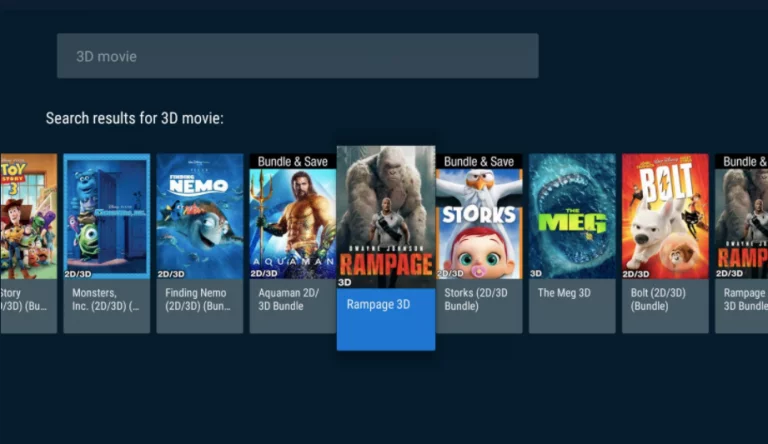 3D movie
Search results for 3D movie:
TOY
STORY
3
Story
/3D) (Bu...
MONSTERS, INC.
2D/3D
Monsters,
Inc. (2D/3D) (...
FINDING
NEMO
2D/3D
Finding Nemo
(2D/3D) (Bun...
Bundle & Save
AQUAMAN
2D/3D
Aquaman 2D/
3D Bundle
DWAYNE JOHNSON
RAMPAGE
3D
Rampage 3D
Bundle & Save
STORKS
2D/3D
Storks (2D/3D
Bundle)
THE
MEG
3D
The Meg 3D
BOLT
2D/3D
Bolt (2D/3D)
(Bundle)
Bundle &
RAMP
2D/3D
Rampage
3D Bundle